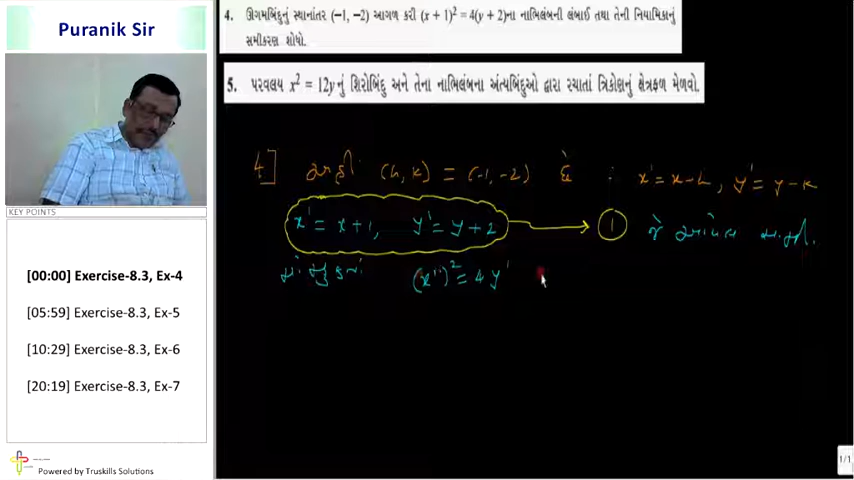 Puranik Sir
KEY POINTS
[00:00] Exercise-8.3, Ex-4
[05:59] Exercise-8.3, Ex-5
[10:29] Exercise-8.3, Ex-6
[20:19] Exercise-8.3, Ex-7
Powered by Truskills Solutions
4. ઊગમબિંદુનું સ્થાનાંતર (−1, −2) આગળ કરી (x + 1)² = 4(y + 2)ના નાભિલંબની લંબાઈ તથા તેની નિયામિકાનું
સમીકરણ શોધો.
5. પરવલય x² = 12yનું શિરોબિંદુ અને તેના નાભિલંબના અંત્યબિંદુઓ દ્વારા રચાતાં ત્રિકોણનું ક્ષેત્રફળ મેળવો.
4] અહીં (h, k) = (-1, -2) છે ∴ x' = x-h, y' = y-k
x' = x+1, y' = y+2 1 જે આપેલ
(x')² = 4y'
1/1